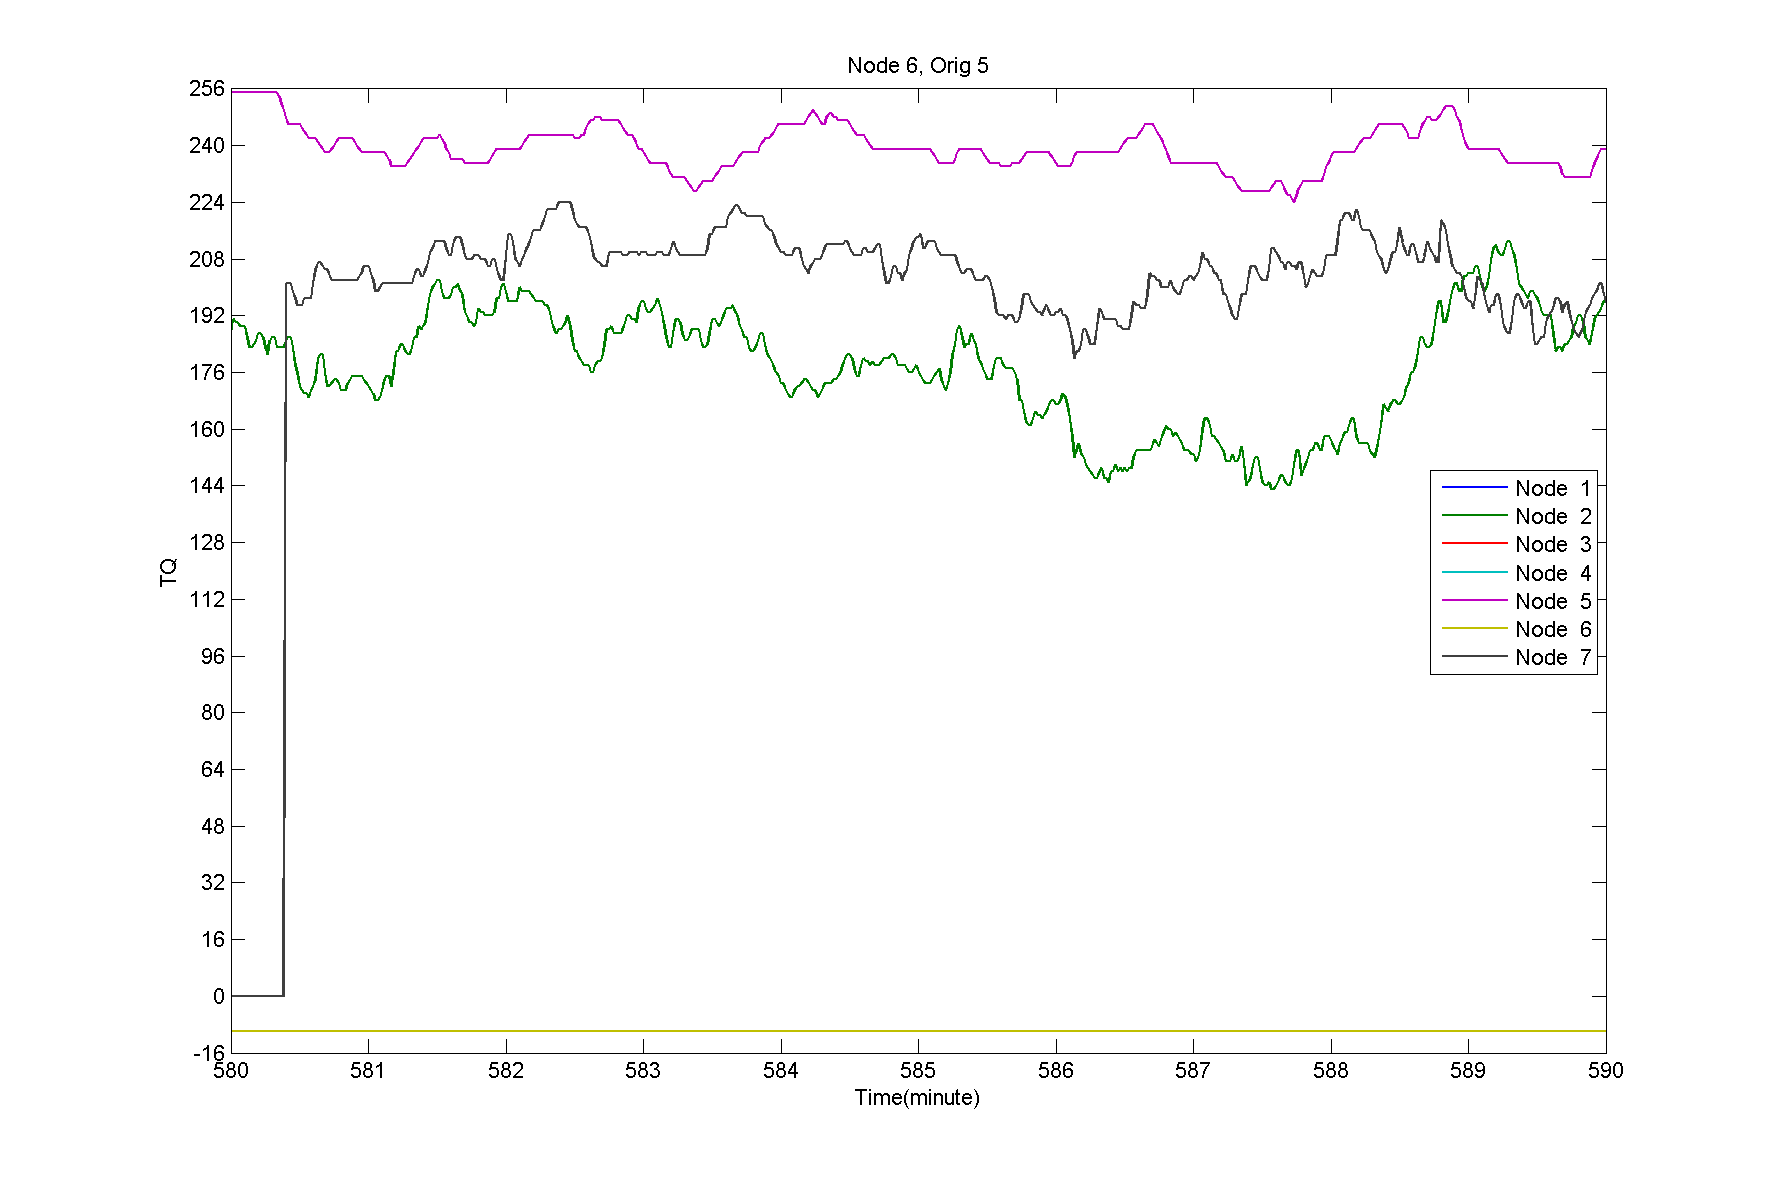 Node 6, Orig 5
256
240
224
208
192
176
160
144
128
112
96
80
64
48
32
16
0
-16
TQ
Node 1
Node 2
Node 3
Node 4
Node 5
Node 6
Node 7
580 581 582 583 584 585 586 587 588 589 590
Time(minute)